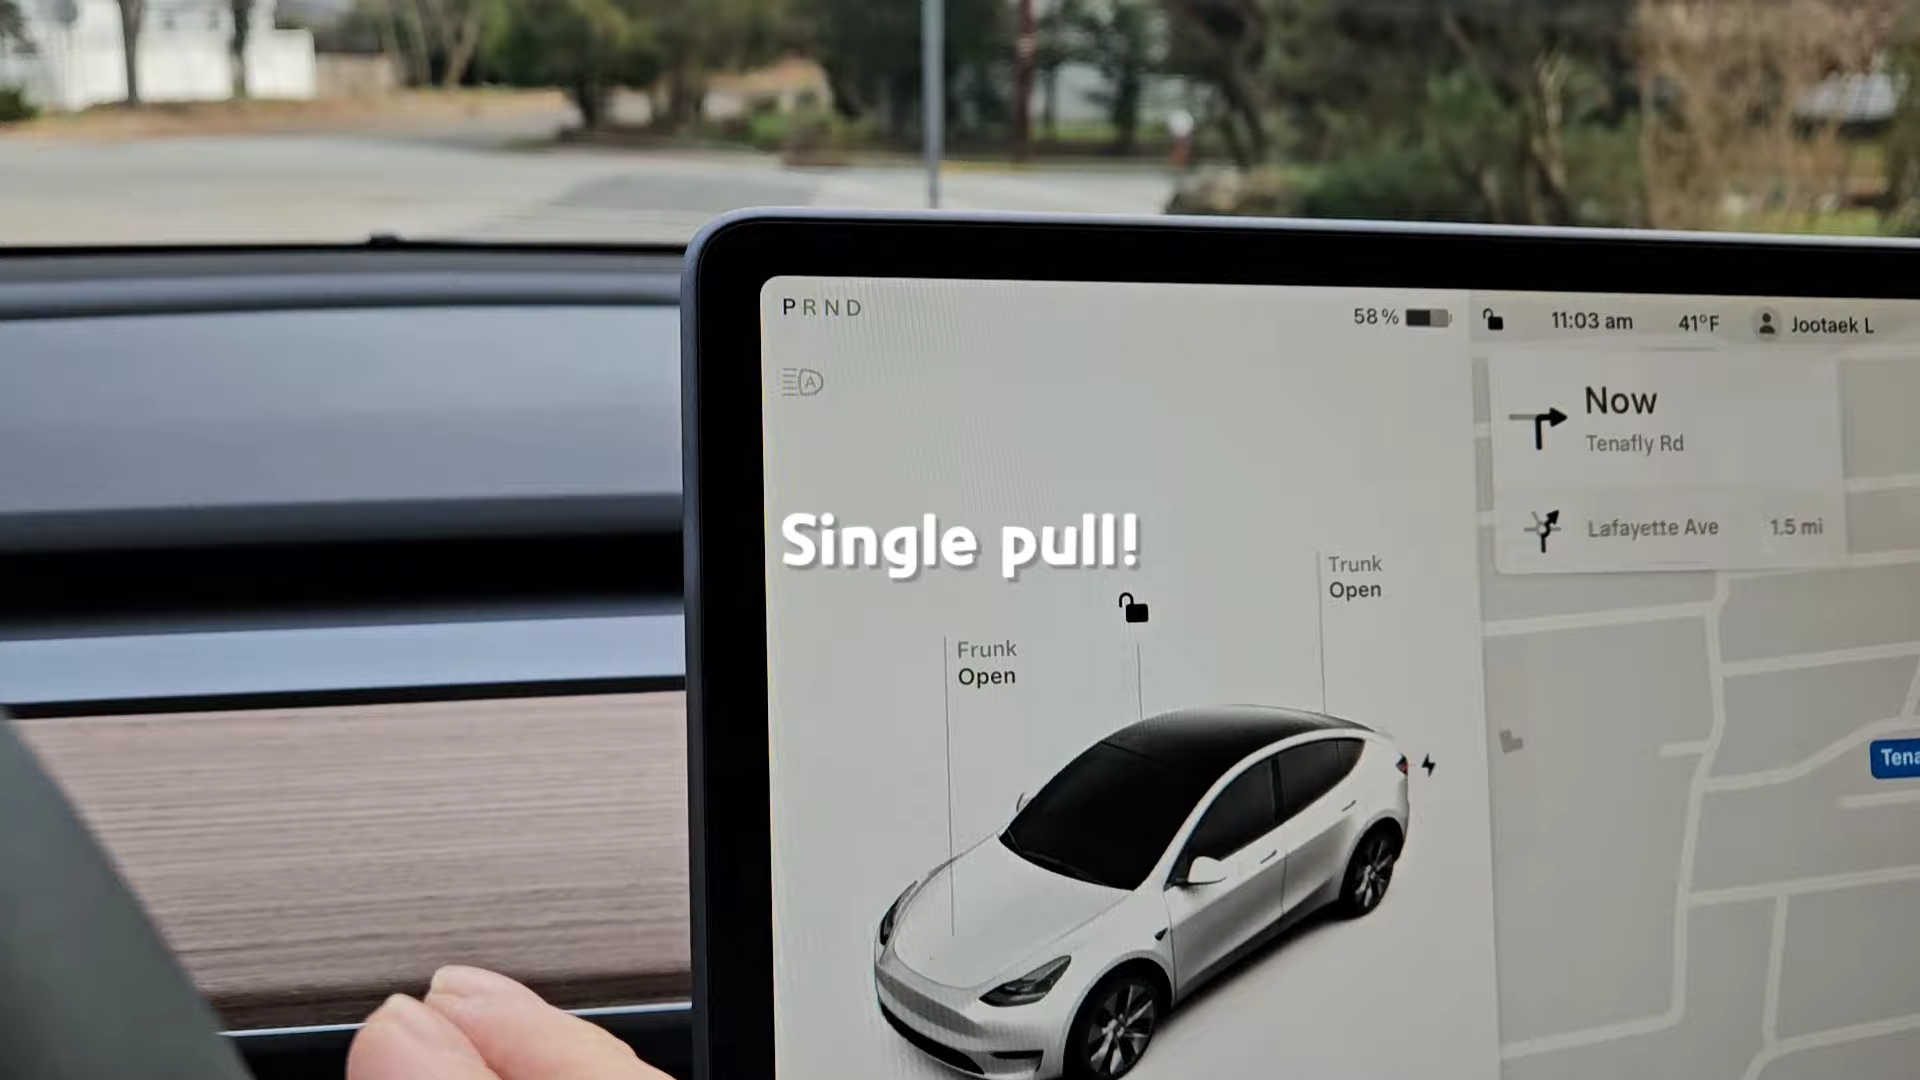 PRND
58%
11:03 am
41°F
Jootaek L
A
Now
Tenafly Rd
Lafayette Ave 1.5 mi
Single pull!
Trunk
Open
Frunk
Open
Tena